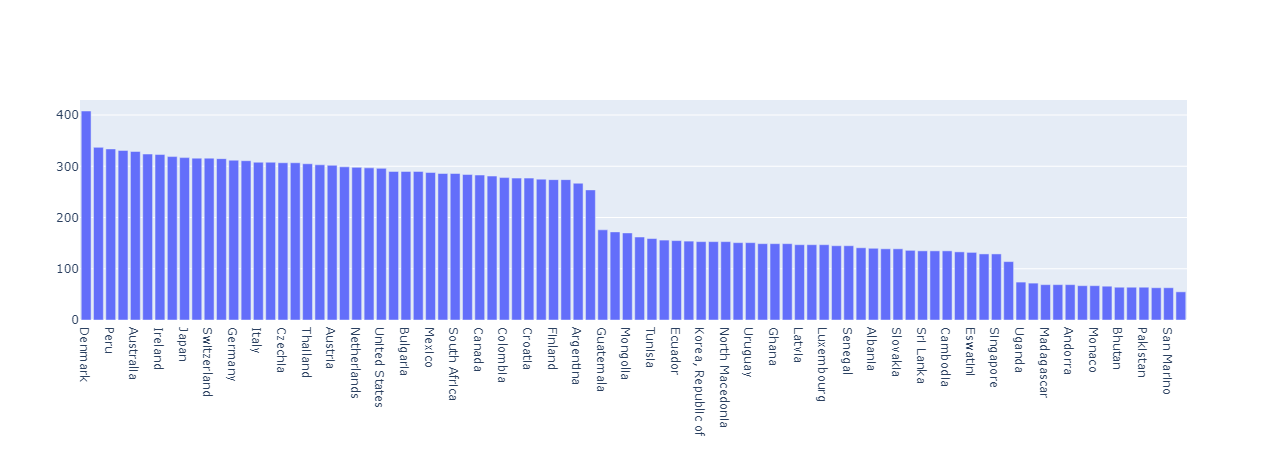 400
300
200
100
0
Denmark
Peru
Australia
Ireland
Japan
Switzerland
Germany
Italy
Czechia
Thailand
Austria
Netherlands
United States
Bulgaria
Mexico
South Africa
Canada
Colombia
Croatia
Finland
Argentina
Guatemala
Mongolia
Tunisia
Ecuador
Korea, Republic of
North Macedonia
Uruguay
Ghana
Latvia
Luxembourg
Senegal
Albania
Slovakia
Sri Lanka
Cambodia
Eswatini
Singapore
Uganda
Madagascar
Andorra
Monaco
Bhutan
Pakistan
San Marino